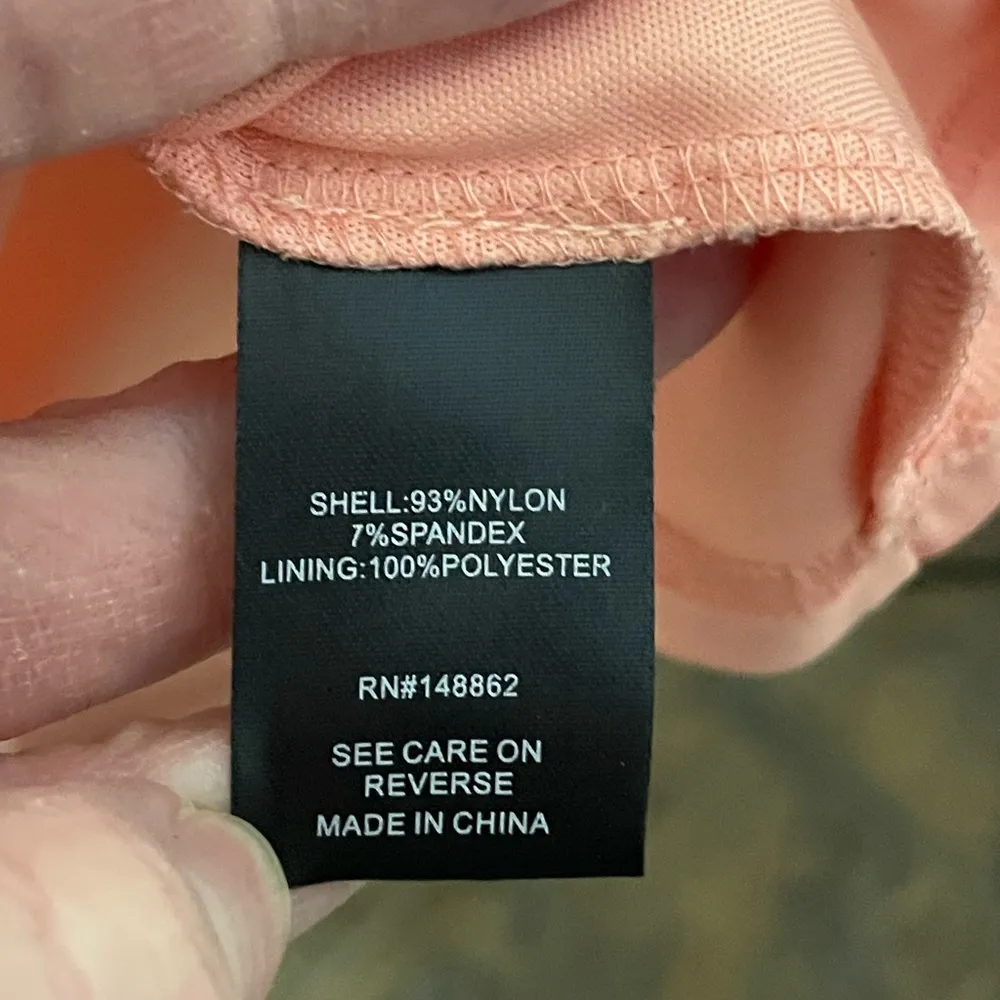 SHELL:93%NYLON
7%SPANDEX
LINING:100%POLYESTER
RN#148862
SEE CARE ON
REVERSE
MADE IN CHINA